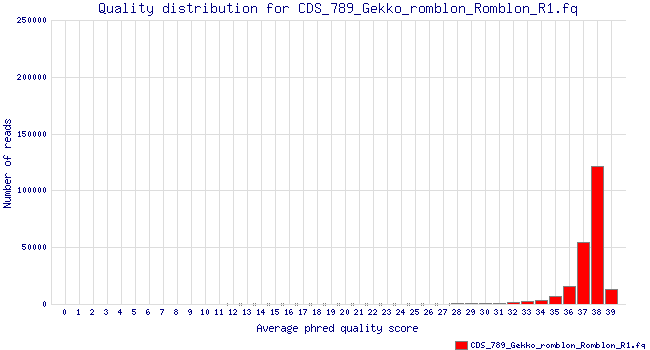 Quality distribution for CDS_789_Gekko_romblon_Romblon_R1.fq
Number of reads
250000
200000
150000
100000
50000
0
0 1 2 3 4 5 6 7 8 9 10 11 12 13 14 15 16 17 18 19 20 21 22 23 24 25 26 27 28 29 30 31 32 33 34 35 36 37 38 39
Average phred quality score
CDS_789_Gekko_romblon_Romblon_R1.fq